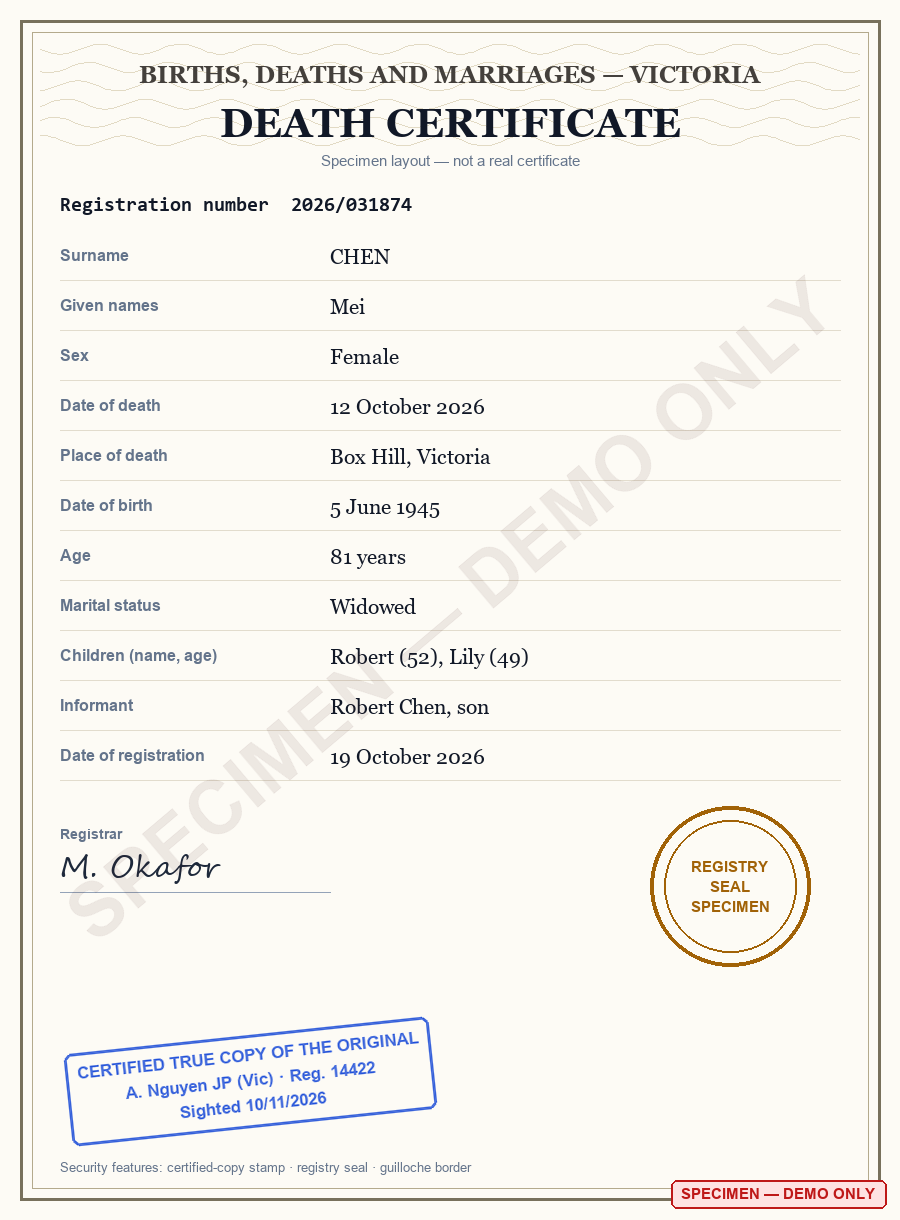 BIRTHS, DEATHS AND MARRIAGES — VICTORIA
DEATH CERTIFICATE
Specimen layout — not a real certificate
Registration number 2026/031874
Surname CHEN
Given names Mei
Sex Female
Date of death 12 October 2026
Place of death Box Hill, Victoria
Date of birth 5 June 1945
Age 81 years
Marital status Widowed
Children (name, age) Robert (52), Lily (49)
Informant Robert Chen, son
Date of registration 19 October 2026
SPECIMEN — DEMO ONLY
Registrar
M. Okafor
REGISTRY
SEAL
SPECIMEN
CERTIFIED TRUE COPY OF THE ORIGINAL
A. Nguyen JP (Vic) · Reg. 14422
Sighted 10/11/2026
Security features: certified-copy stamp · registry seal · guilloche border
SPECIMEN — DEMO ONLY